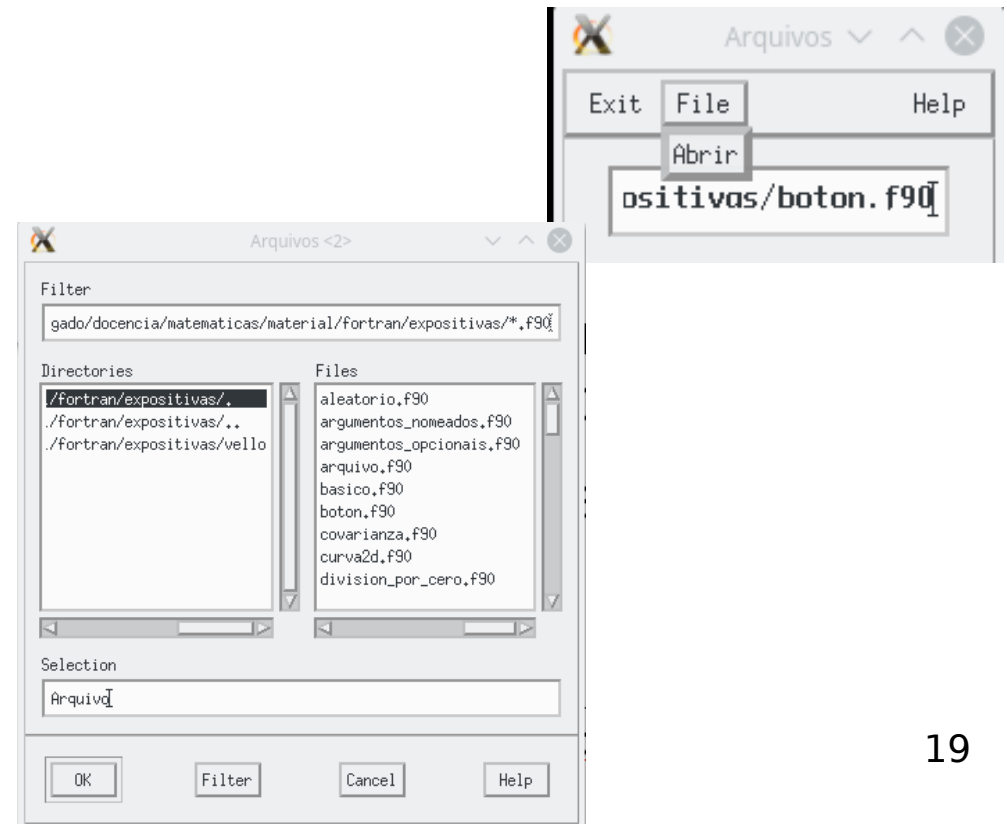 Arquivos
Exit File Help
Abrir
ositivas/boton.f90
Arquivos <2>
Filter
gado/docencia/matematicas/material/fortran/expositivas/*.f90
Directories
./fortran/expositivas/.
./fortran/expositivas/..
./fortran/expositivas/vello
Files
aleatorio.f90
argumentos_nomeados.f90
argumentos_opcionais.f90
arquivo.f90
basico.f90
boton.f90
covarianza.f90
curva2d.f90
division_por_cero.f90
Selection
Arquivo
OK Filter Cancel Help
19